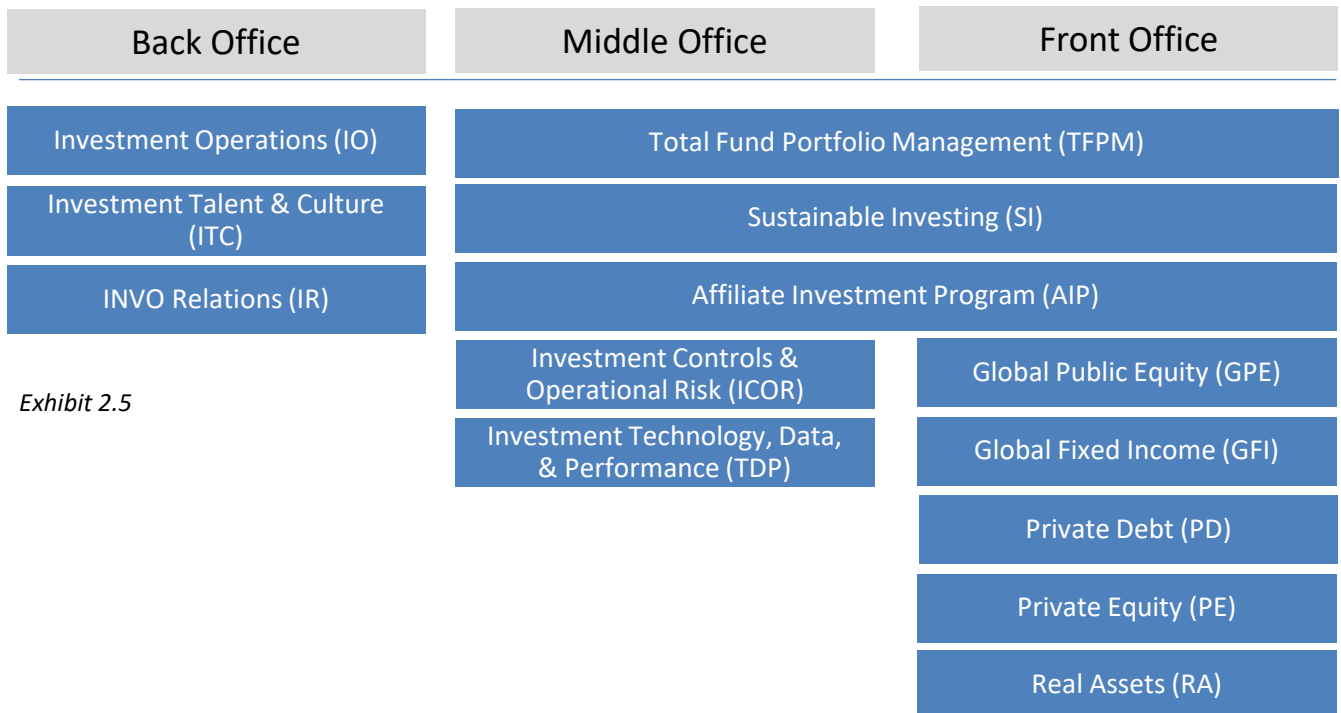 Back Office
Middle Office
Front Office
Investment Operations (IO)
Total Fund Portfolio Management (TFPM)
Investment Talent & Culture
(ITC)
Sustainable Investing (SI)
INVO Relations (IR)
Affiliate Investment Program (AIP)
Exhibit 2.5
Investment Controls &
Operational Risk (ICOR)
Global Public Equity (GPE)
Investment Technology, Data,
& Performance (TDP)
Global Fixed Income (GFI)
Private Debt (PD)
Private Equity (PE)
Real Assets (RA)